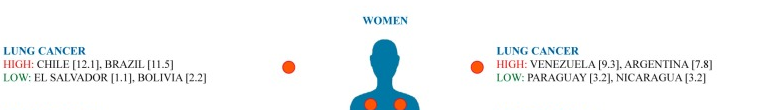 WOMEN
LUNG CANCER
HIGH: CHILE [12.1], BRAZIL [11.5]
LOW: EL SALVADOR [1.1], BOLIVIA [2.2]
LUNG CANCER
HIGH: VENEZUELA [9.3], ARGENTINA [7.8]
LOW: PARAGUAY [3.2], NICARAGUA [3.2]